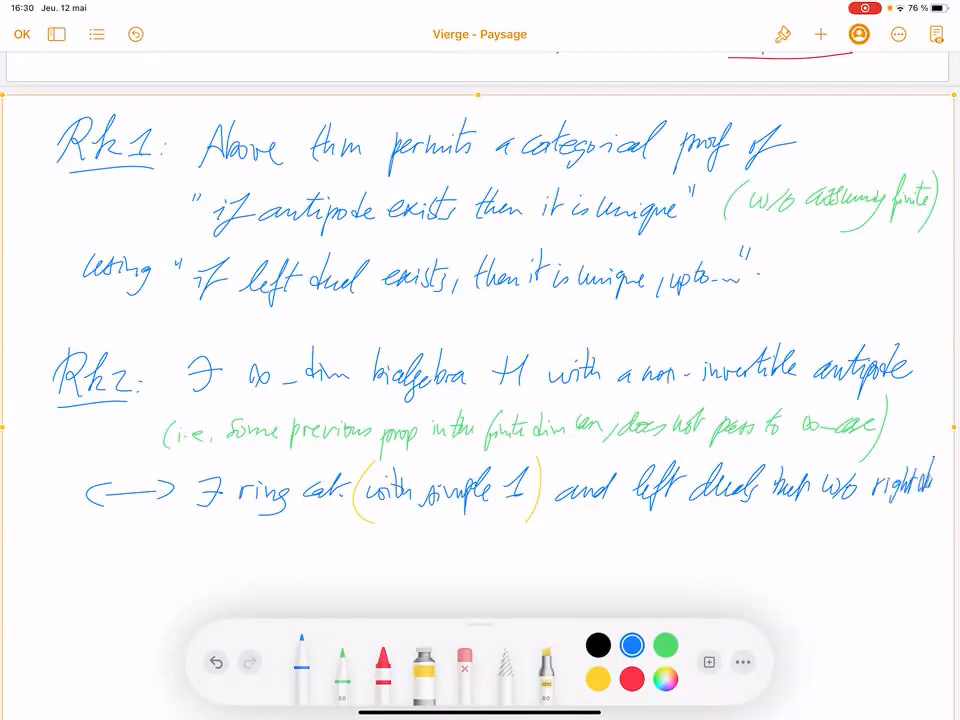 16:30 Jeu. 12 mai
76 %
OK
Vierge - Paysage
Rk1: Above thm permits a categorical proof of
"if antipode exists then it is unique" (w/o assuming finite)
using "if left dual exists, then it is unique, upto---".
Rk2: ∃ ∞-dim bialgebra H with a non-invertible antipode
(i.e. some previous prop in the finite dim case, does not pass to ∞-case)
⟷ ∃ ring cat. (with simple 1) and left duals but w/o right